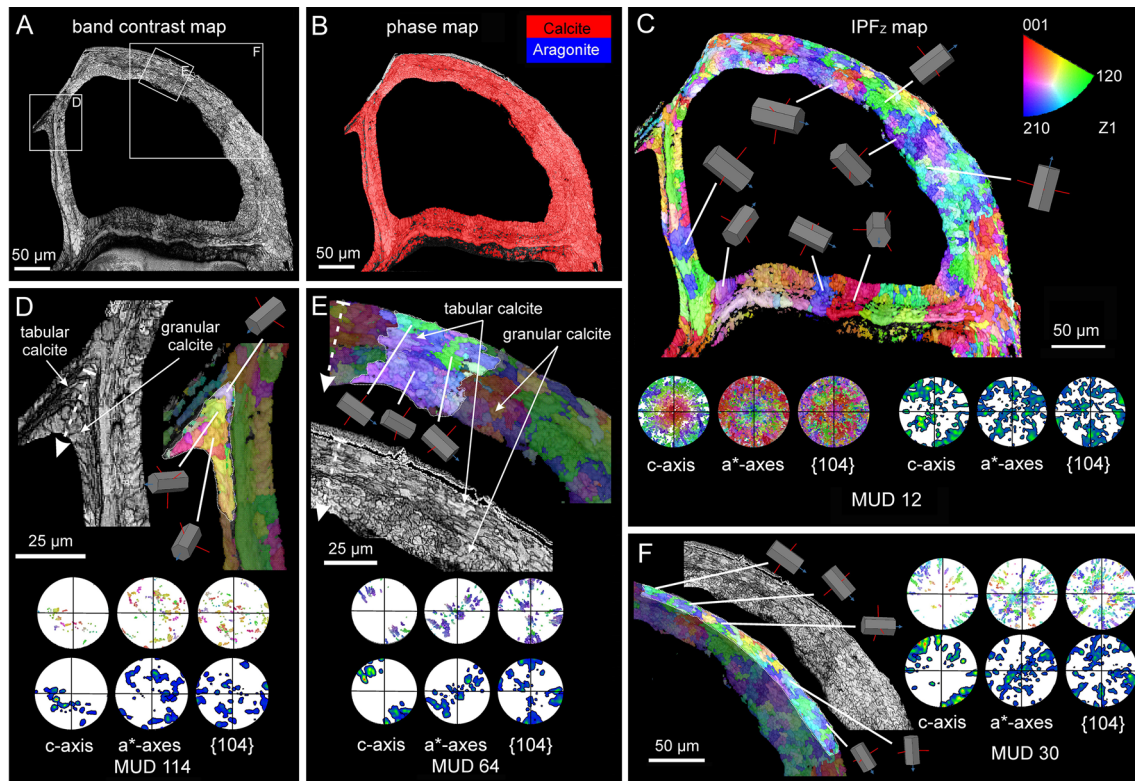 A band contrast map
D
E
F
50 µm
B phase map
Calcite
Aragonite
50 µm
C IPFz map
001
120
210 Z1
50 µm
c-axis a*-axes {104} c-axis a*-axes {104}
MUD 12
D
tabular calcite
granular calcite
25 µm
c-axis a*-axes {104}
MUD 114
E
tabular calcite
granular calcite
25 µm
c-axis a*-axes {104}
MUD 64
F
50 µm
c-axis a*-axes {104}
MUD 30